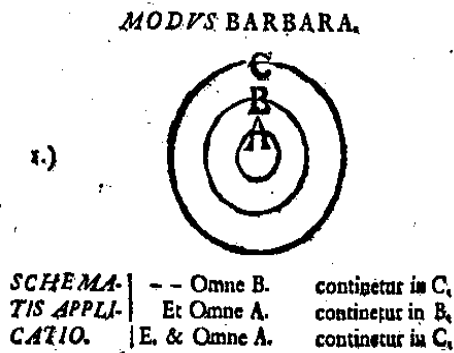 MODVS BARBARA.
C
B
A
1.)
SCHEMA- - - Omne B. continetur in C.
TIS APPLI- Et Omne A. continetur in B.
CATIO. E. & Omne A. continetur in C.